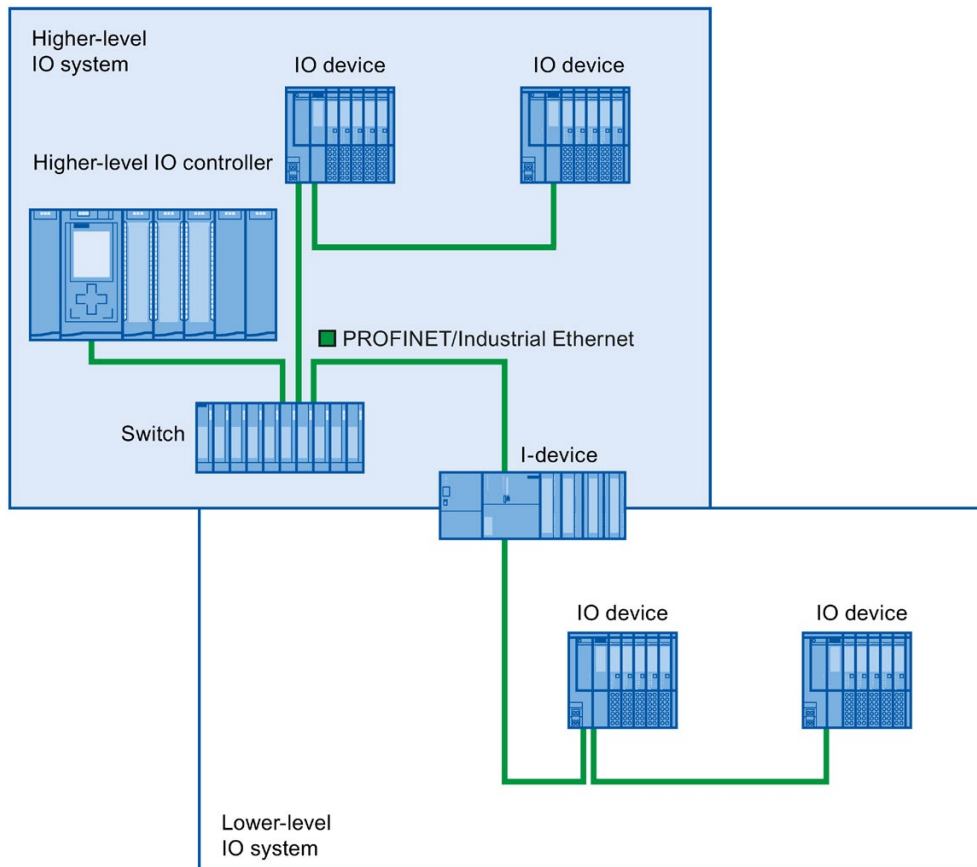 Higher-level
IO system
IO device
IO device
Higher-level IO controller
PROFINET/Industrial Ethernet
Switch
I-device
IO device
IO device
Lower-level
IO system